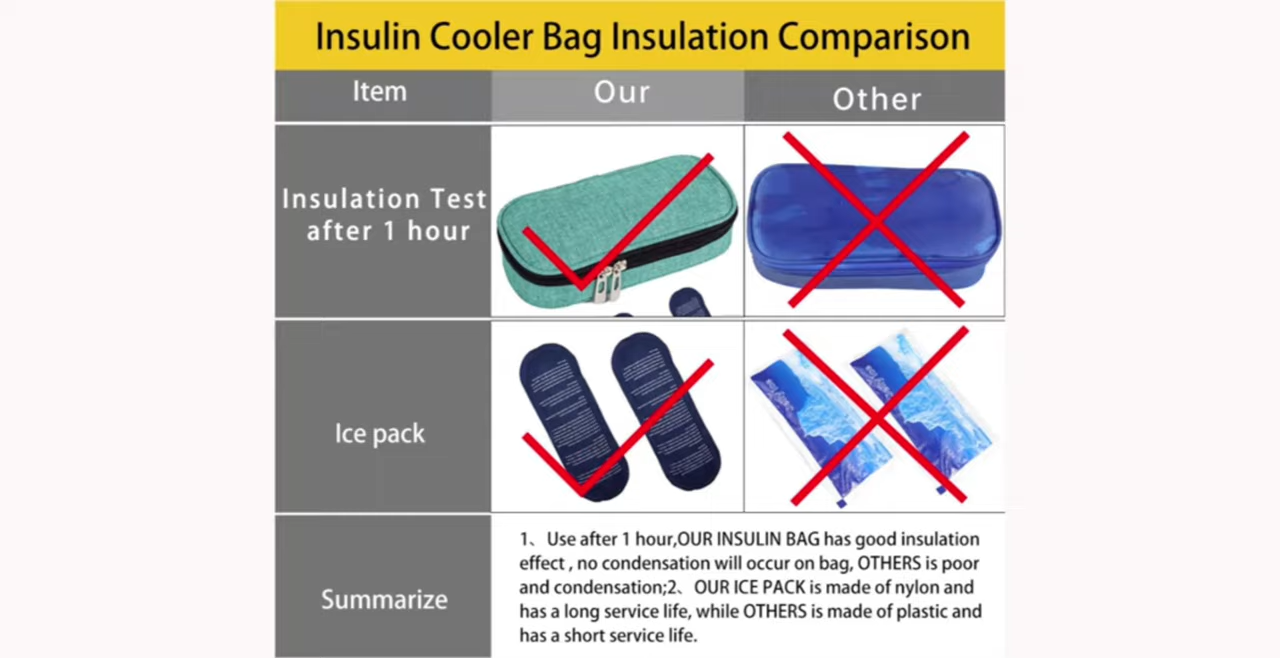 Insulin Cooler Bag Insulation Comparison
Item
Our
Other
Insulation Test
after 1 hour
Ice pack
Summarize
1、Use after 1 hour,OUR INSULIN BAG has good insulation
effect , no condensation will occur on bag, OTHERS is poor
and condensation;2、OUR ICE PACK is made of nylon and
has a long service life, while OTHERS is made of plastic and
has a short service life.